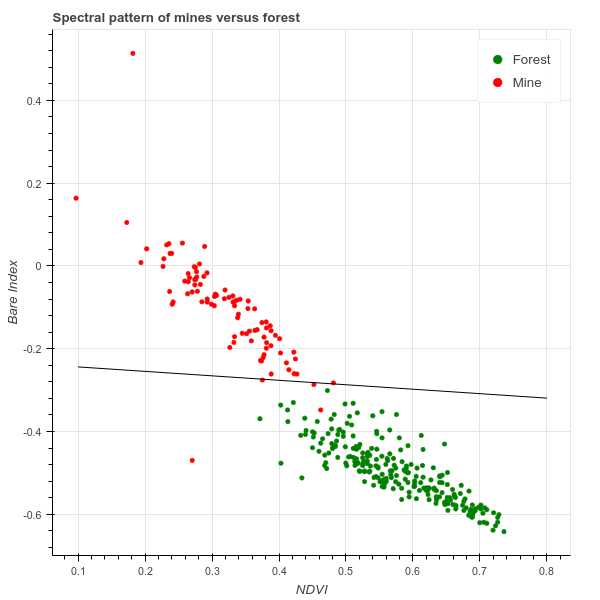 Spectral pattern of mines versus forest
Forest
Mine
0.4
0.2
0
-0.2
-0.4
-0.6
Bare Index
0.1 0.2 0.3 0.4 0.5 0.6 0.7 0.8
NDVI